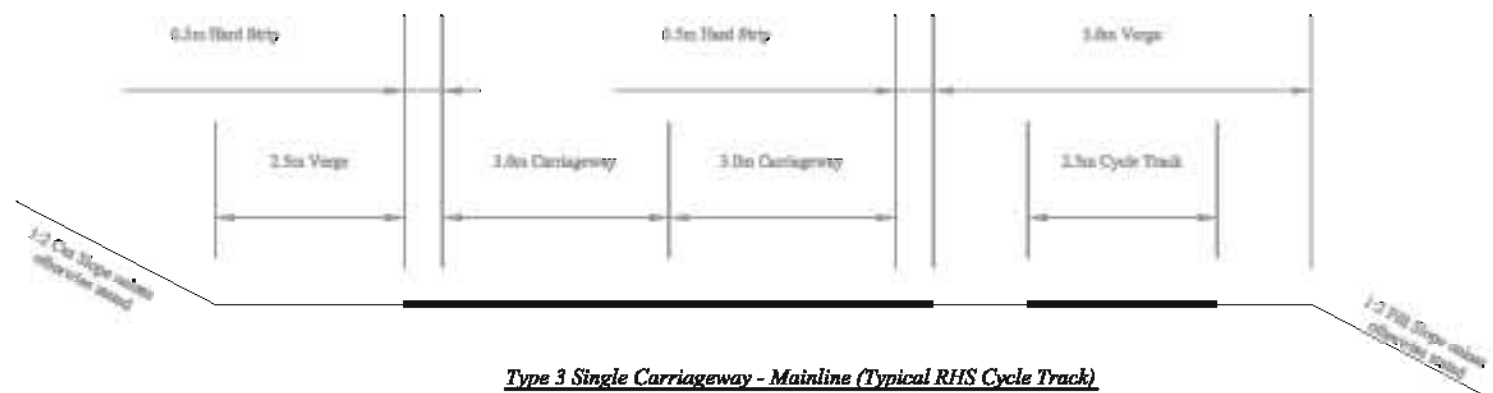 0.5m Hard Strip
0.5m Hard Strip
5.0m Verge
2.5m Verge
3.0m Carriageway
3.0m Carriageway
2.5m Cycle Track
1:2 Cut Slope unless
otherwise stated
1:2 Fill Slope unless
otherwise stated
Type 3 Single Carriageway - Mainline (Typical RHS Cycle Track)